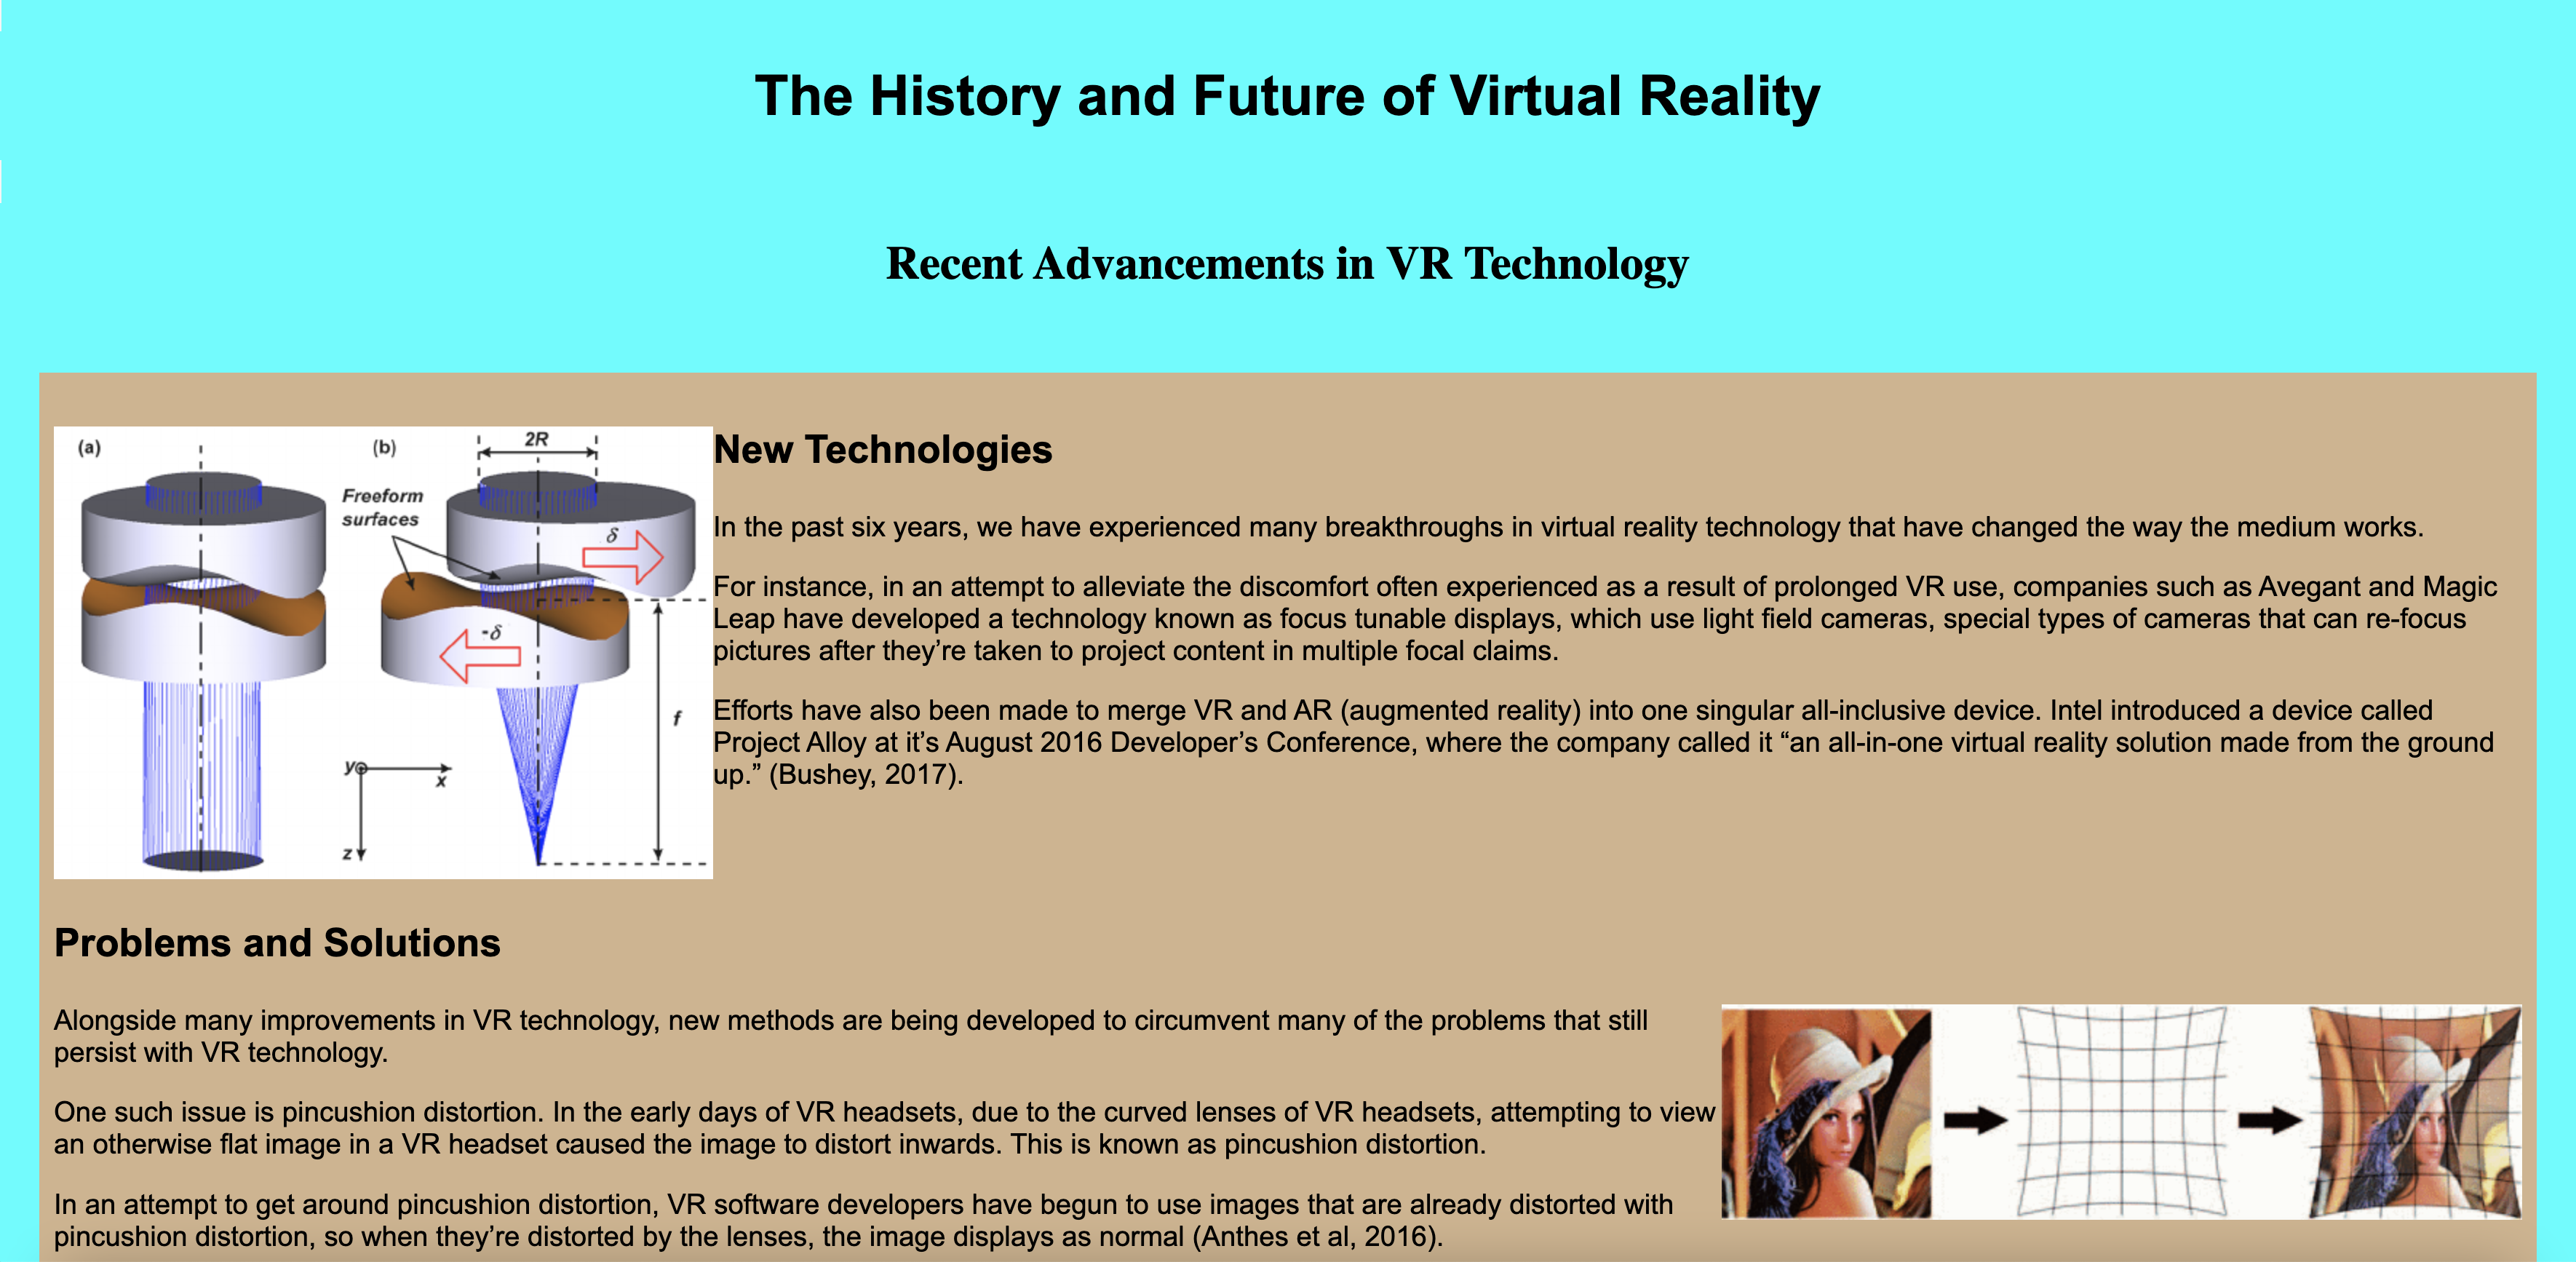 The History and Future of Virtual Reality
Recent Advancements in VR Technology
(a)
(b)
2R
Freeform
surfaces
δ
-δ
f
y
x
z
New Technologies
In the past six years, we have experienced many breakthroughs in virtual reality technology that have changed the way the medium works.
For instance, in an attempt to alleviate the discomfort often experienced as a result of prolonged VR use, companies such as Avegant and Magic
Leap have developed a technology known as focus tunable displays, which use light field cameras, special types of cameras that can re-focus
pictures after they’re taken to project content in multiple focal claims.
Efforts have also been made to merge VR and AR (augmented reality) into one singular all-inclusive device. Intel introduced a device called
Project Alloy at it’s August 2016 Developer’s Conference, where the company called it “an all-in-one virtual reality solution made from the ground
up.” (Bushey, 2017).
Problems and Solutions
Alongside many improvements in VR technology, new methods are being developed to circumvent many of the problems that still
persist with VR technology.
One such issue is pincushion distortion. In the early days of VR headsets, due to the curved lenses of VR headsets, attempting to view
an otherwise flat image in a VR headset caused the image to distort inwards. This is known as pincushion distortion.
In an attempt to get around pincushion distortion, VR software developers have begun to use images that are already distorted with
pincushion distortion, so when they’re distorted by the lenses, the image displays as normal (Anthes et al, 2016).